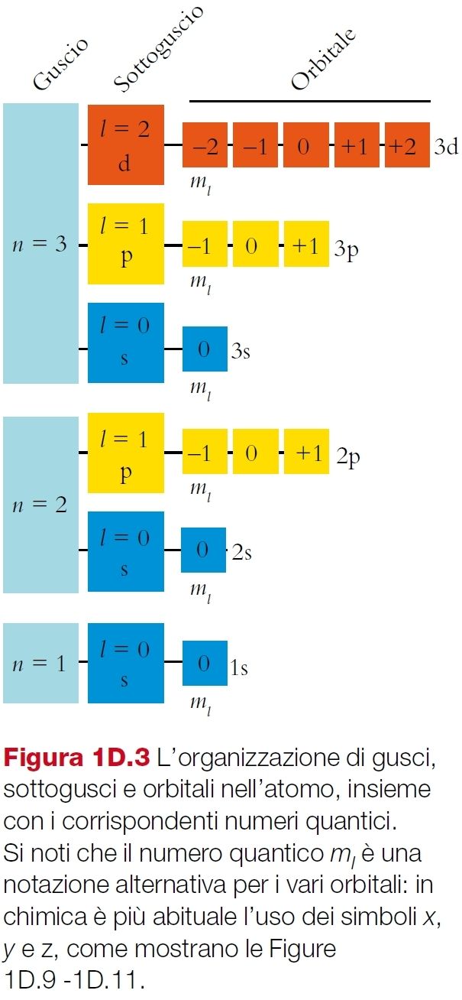 Guscio Sottoguscio Orbitale
l = 2
d
−2 −1 0 +1 +2 3d
m_l
n = 3
l = 1
p
−1 0 +1 3p
m_l
l = 0
s
0 3s
m_l
n = 2
l = 1
p
−1 0 +1 2p
m_l
l = 0
s
0 2s
m_l
n = 1
l = 0
s
0 1s
m_l
Figura 1D.3 L’organizzazione di gusci,
sottogusci e orbitali nell’atomo, insieme
con i corrispondenti numeri quantici.
Si noti che il numero quantico m_l è una
notazione alternativa per i vari orbitali: in
chimica è più abituale l’uso dei simboli x,
y e z, come mostrano le Figure
1D.9 -1D.11.